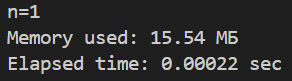 n=1
Memory used: 15.54 МБ
Elapsed time: 0.00022 sec